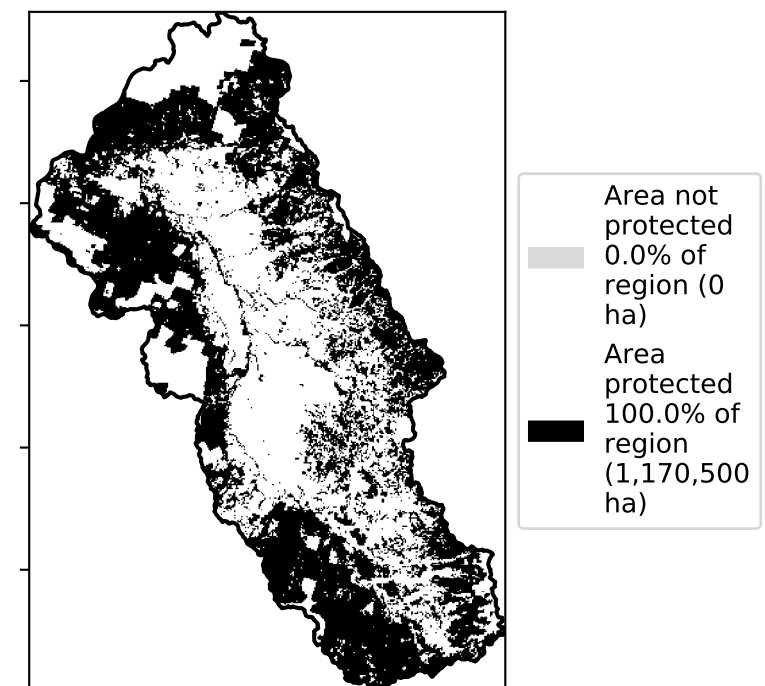 Area not
protected
0.0% of
region (0
ha)
Area
protected
100.0% of
region
(1,170,500
ha)